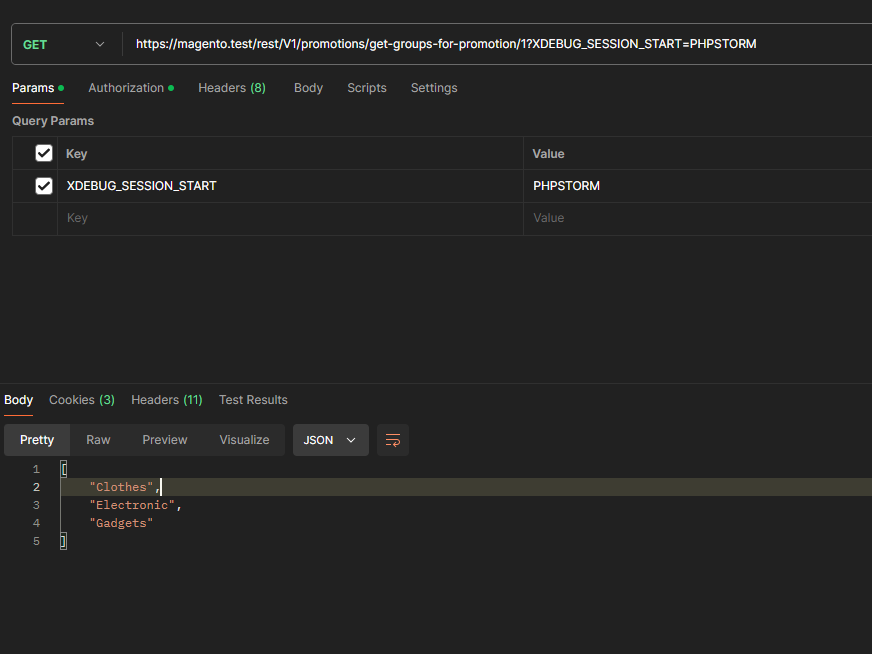 GET https://magento.test/rest/V1/promotions/get-groups-for-promotion/1?XDEBUG_SESSION_START=PHPSTORM
Params Authorization Headers (8) Body Scripts Settings
Query Params
Key Value
XDEBUG_SESSION_START PHPSTORM
Key Value
Body Cookies (3) Headers (11) Test Results
Pretty Raw Preview Visualize JSON
1 [
2 "Clothes",
3 "Electronic",
4 "Gadgets"
5 ]